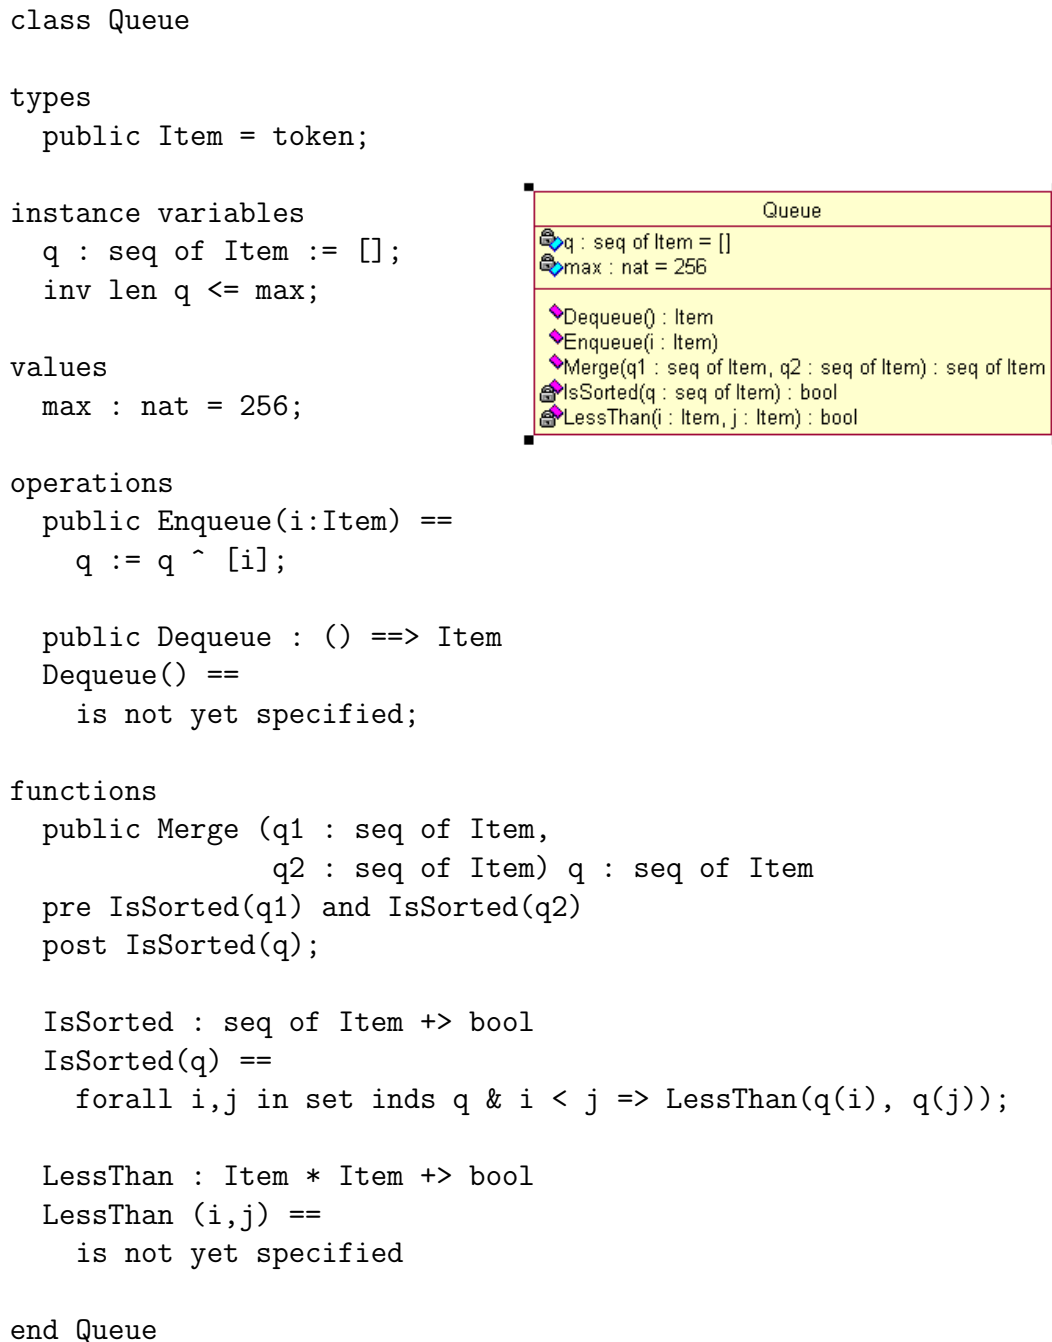 class Queue
types
public Item = token;
instance variables
q : seq of Item := [];
inv len q <= max;
values
max : nat = 256;
operations
public Enqueue(i:Item) ==
q := q ^ [i];
public Dequeue : () ==> Item
Dequeue() ==
is not yet specified;
functions
public Merge (q1 : seq of Item,
q2 : seq of Item) q : seq of Item
pre IsSorted(q1) and IsSorted(q2)
post IsSorted(q);
IsSorted : seq of Item +> bool
IsSorted(q) ==
forall i,j in set inds q & i < j => LessThan(q(i), q(j));
LessThan : Item * Item +> bool
LessThan (i,j) ==
is not yet specified
end Queue
Queue
q : seq of Item = []
max : nat = 256
Dequeue() : Item
Enqueue(i : Item)
Merge(q1 : seq of Item, q2 : seq of Item) : seq of Item
IsSorted(q : seq of Item) : bool
LessThan(i : Item, j : Item) : bool